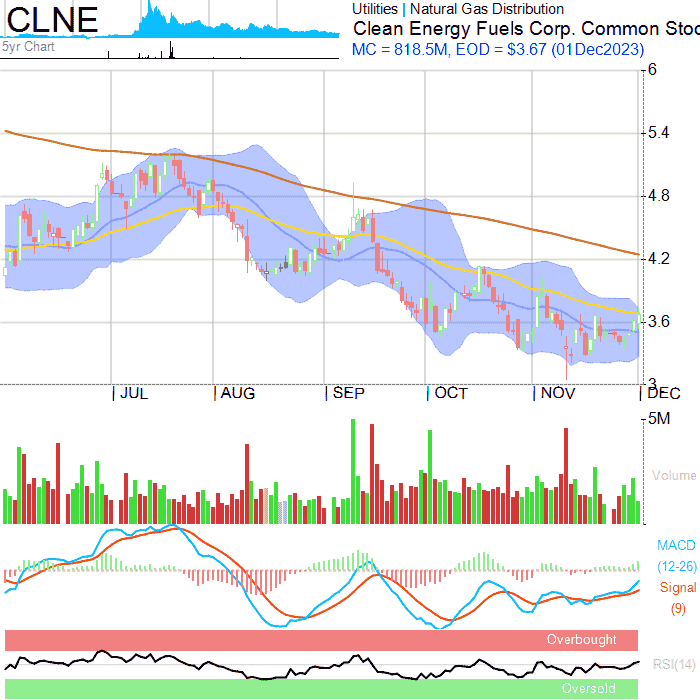 CLNE
5yr Chart
Utilities | Natural Gas Distribution
Clean Energy Fuels Corp. Common Stoc
MC = 818.5M, EOD = $3.67 (01Dec2023)
6
5.4
4.8
4.2
3.6
3
JUL
AUG
SEP
OCT
NOV
DEC
5M
Volume
MACD
(12-26)
Signal
(9)
Overbought
RSI(14)
Oversold